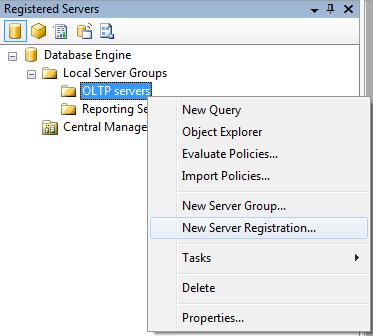 Registered Servers
Database Engine
Local Server Groups
OLTP servers
Reporting Se
Central Manage
New Query
Object Explorer
Evaluate Policies...
Import Policies...
New Server Group...
New Server Registration...
Tasks
Delete
Properties...